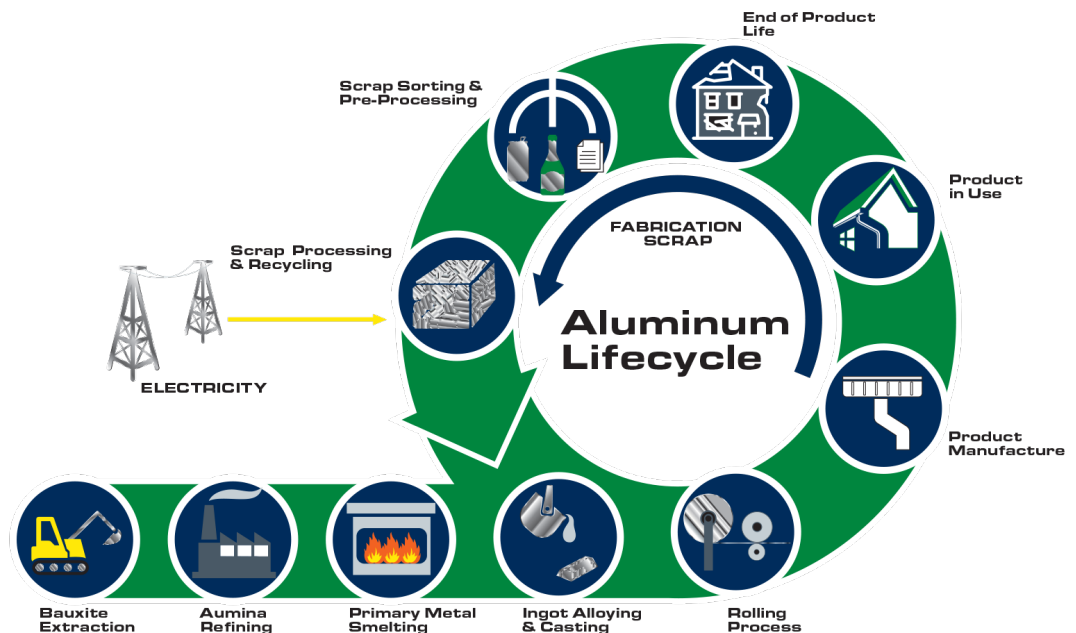 End of Product
Life
Scrap Sorting &
Pre-Processing
Product
in Use
FABRICATION
SCRAP
Scrap Processing
& Recycling
Aluminum
Lifecycle
ELECTRICITY
Product
Manufacture
Bauxite
Extraction
Aumina
Refining
Primary Metal
Smelting
Ingot Alloying
& Casting
Rolling
Process